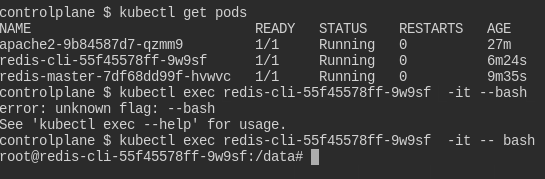 controlplane $ kubectl get pods
NAME                            READY   STATUS    RESTARTS   AGE
apache2-9b84587d7-qzmm9         1/1     Running   0          27m
redis-cli-55f45578ff-9w9sf      1/1     Running   0          6m24s
redis-master-7df68dd99f-hvwvc   1/1     Running   0          9m35s
controlplane $ kubectl exec redis-cli-55f45578ff-9w9sf  -it --bash
error: unknown flag: --bash
See 'kubectl exec --help' for usage.
controlplane $ kubectl exec redis-cli-55f45578ff-9w9sf  -it -- bash
root@redis-cli-55f45578ff-9w9sf:/data#